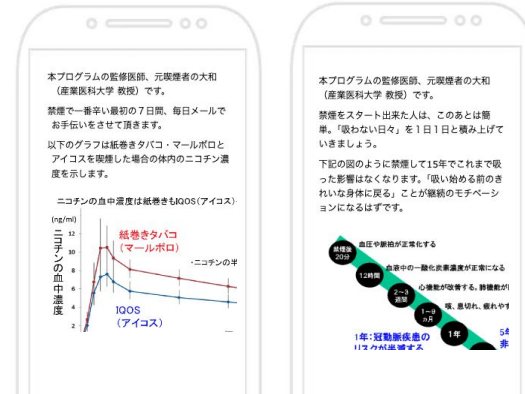 本プログラムの監修医師、元喫煙者の大和
（産業医科大学 教授）です。
禁煙で一番辛い最初の７日間、毎日メールで
お手伝いをさせて頂きます。
以下のグラフは紙巻きタバコ・マールボロと
アイコスを喫煙した場合の体内のニコチン濃
度を示します。
ニコチンの血中濃度は紙巻きもIQOS(アイコス)
(ng/ml)
12
10
8
6
4
2
ニコチンの血中濃度
紙巻きタバコ
(マールボロ)
・ニコチンの半
IQOS
(アイコス)
本プログラムの監修医師、元喫煙者の大和
（産業医科大学 教授）です。
禁煙をスタート出来た人は、このあとは簡
単。「吸わない日々」を１日１日と積み上げて
いきましょう。
下記の図のように禁煙して15年でこれまで吸
った影響はなくなります。「吸い始める前のき
れいな身体に戻る」ことが継続のモチベーシ
ョンになるはずです。
禁煙後
20分
血圧や脈拍が正常化する
12時間
血液中の一酸化炭素濃度が正常になる
2〜3
週間
心機能が改善する。肺機能が
1〜9
ヵ月
咳、息切れ、疲れやす
1年
1年：冠動脈疾患の
リスクが半減する
5年
非